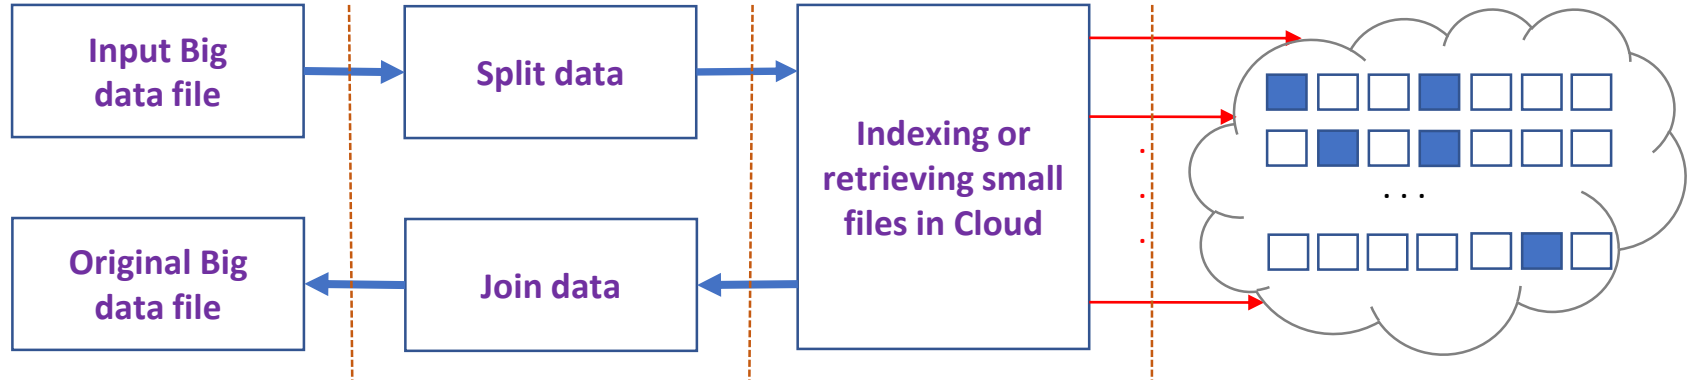 Input Big
data file
Split data
Indexing or
retrieving small
files in Cloud
. . .
Original Big
data file
Join data